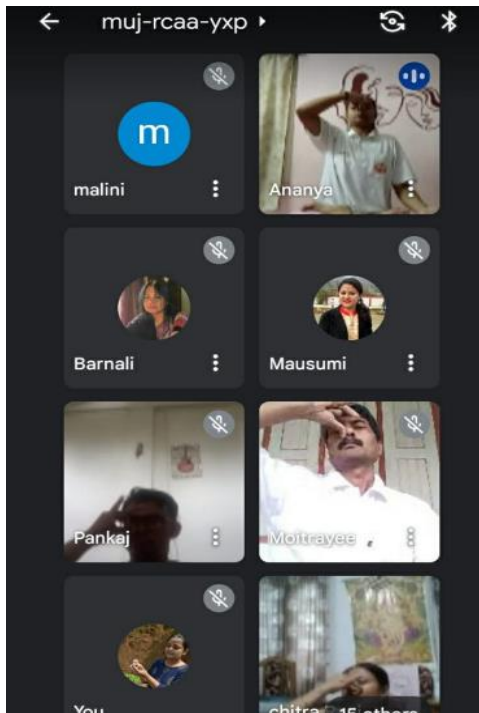 muj-rcaa-yxp
m
malini
Ananya
Barnali
Mausumi
Pankaj
Moitrayee
You
chitra
15 others